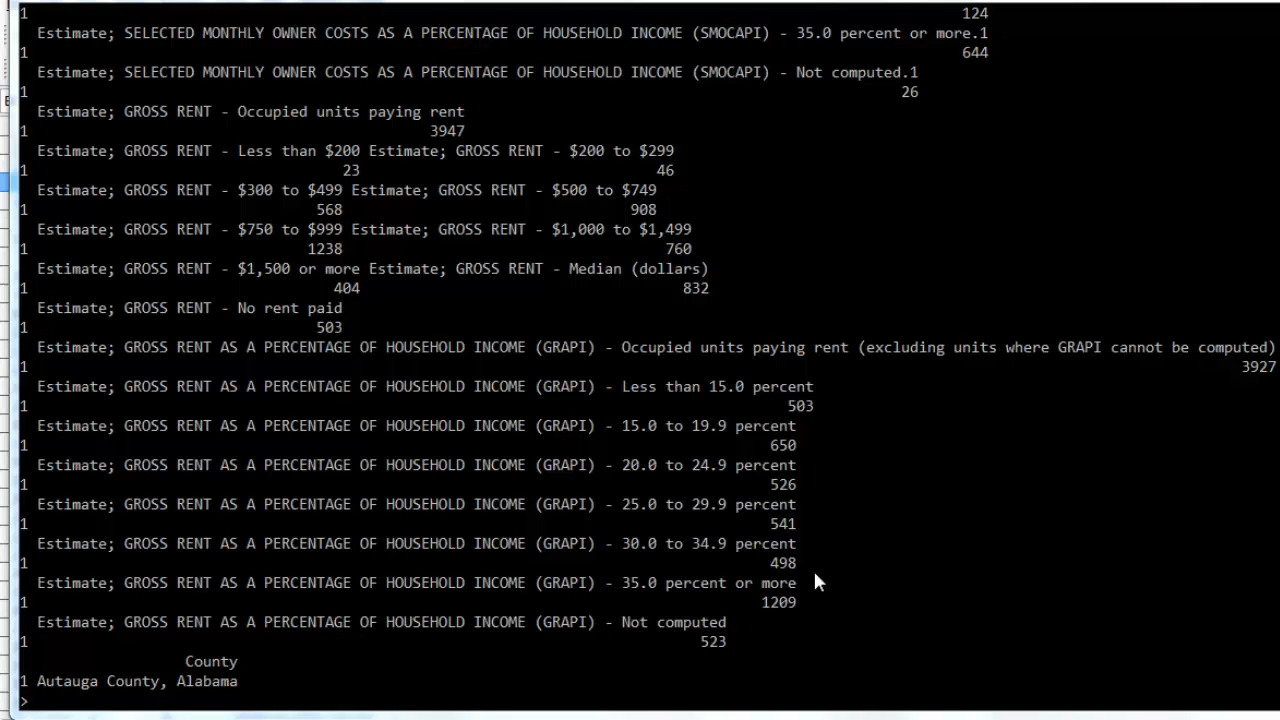 1 124
Estimate; SELECTED MONTHLY OWNER COSTS AS A PERCENTAGE OF HOUSEHOLD INCOME (SMOCAPI) - 35.0 percent or more.1
1 644
Estimate; SELECTED MONTHLY OWNER COSTS AS A PERCENTAGE OF HOUSEHOLD INCOME (SMOCAPI) - Not computed.1
1 26
Estimate; GROSS RENT - Occupied units paying rent
1 3947
Estimate; GROSS RENT - Less than $200 Estimate; GROSS RENT - $200 to $299
1 23 46
Estimate; GROSS RENT - $300 to $499 Estimate; GROSS RENT - $500 to $749
1 568 908
Estimate; GROSS RENT - $750 to $999 Estimate; GROSS RENT - $1,000 to $1,499
1 1238 760
Estimate; GROSS RENT - $1,500 or more Estimate; GROSS RENT - Median (dollars)
1 404 832
Estimate; GROSS RENT - No rent paid
1 503
Estimate; GROSS RENT AS A PERCENTAGE OF HOUSEHOLD INCOME (GRAPI) - Occupied units paying rent (excluding units where GRAPI cannot be computed)
1 3927
Estimate; GROSS RENT AS A PERCENTAGE OF HOUSEHOLD INCOME (GRAPI) - Less than 15.0 percent
1 503
Estimate; GROSS RENT AS A PERCENTAGE OF HOUSEHOLD INCOME (GRAPI) - 15.0 to 19.9 percent
1 650
Estimate; GROSS RENT AS A PERCENTAGE OF HOUSEHOLD INCOME (GRAPI) - 20.0 to 24.9 percent
1 526
Estimate; GROSS RENT AS A PERCENTAGE OF HOUSEHOLD INCOME (GRAPI) - 25.0 to 29.9 percent
1 541
Estimate; GROSS RENT AS A PERCENTAGE OF HOUSEHOLD INCOME (GRAPI) - 30.0 to 34.9 percent
1 498
Estimate; GROSS RENT AS A PERCENTAGE OF HOUSEHOLD INCOME (GRAPI) - 35.0 percent or more
1 1209
Estimate; GROSS RENT AS A PERCENTAGE OF HOUSEHOLD INCOME (GRAPI) - Not computed
1 523
County
1 Autauga County, Alabama
>